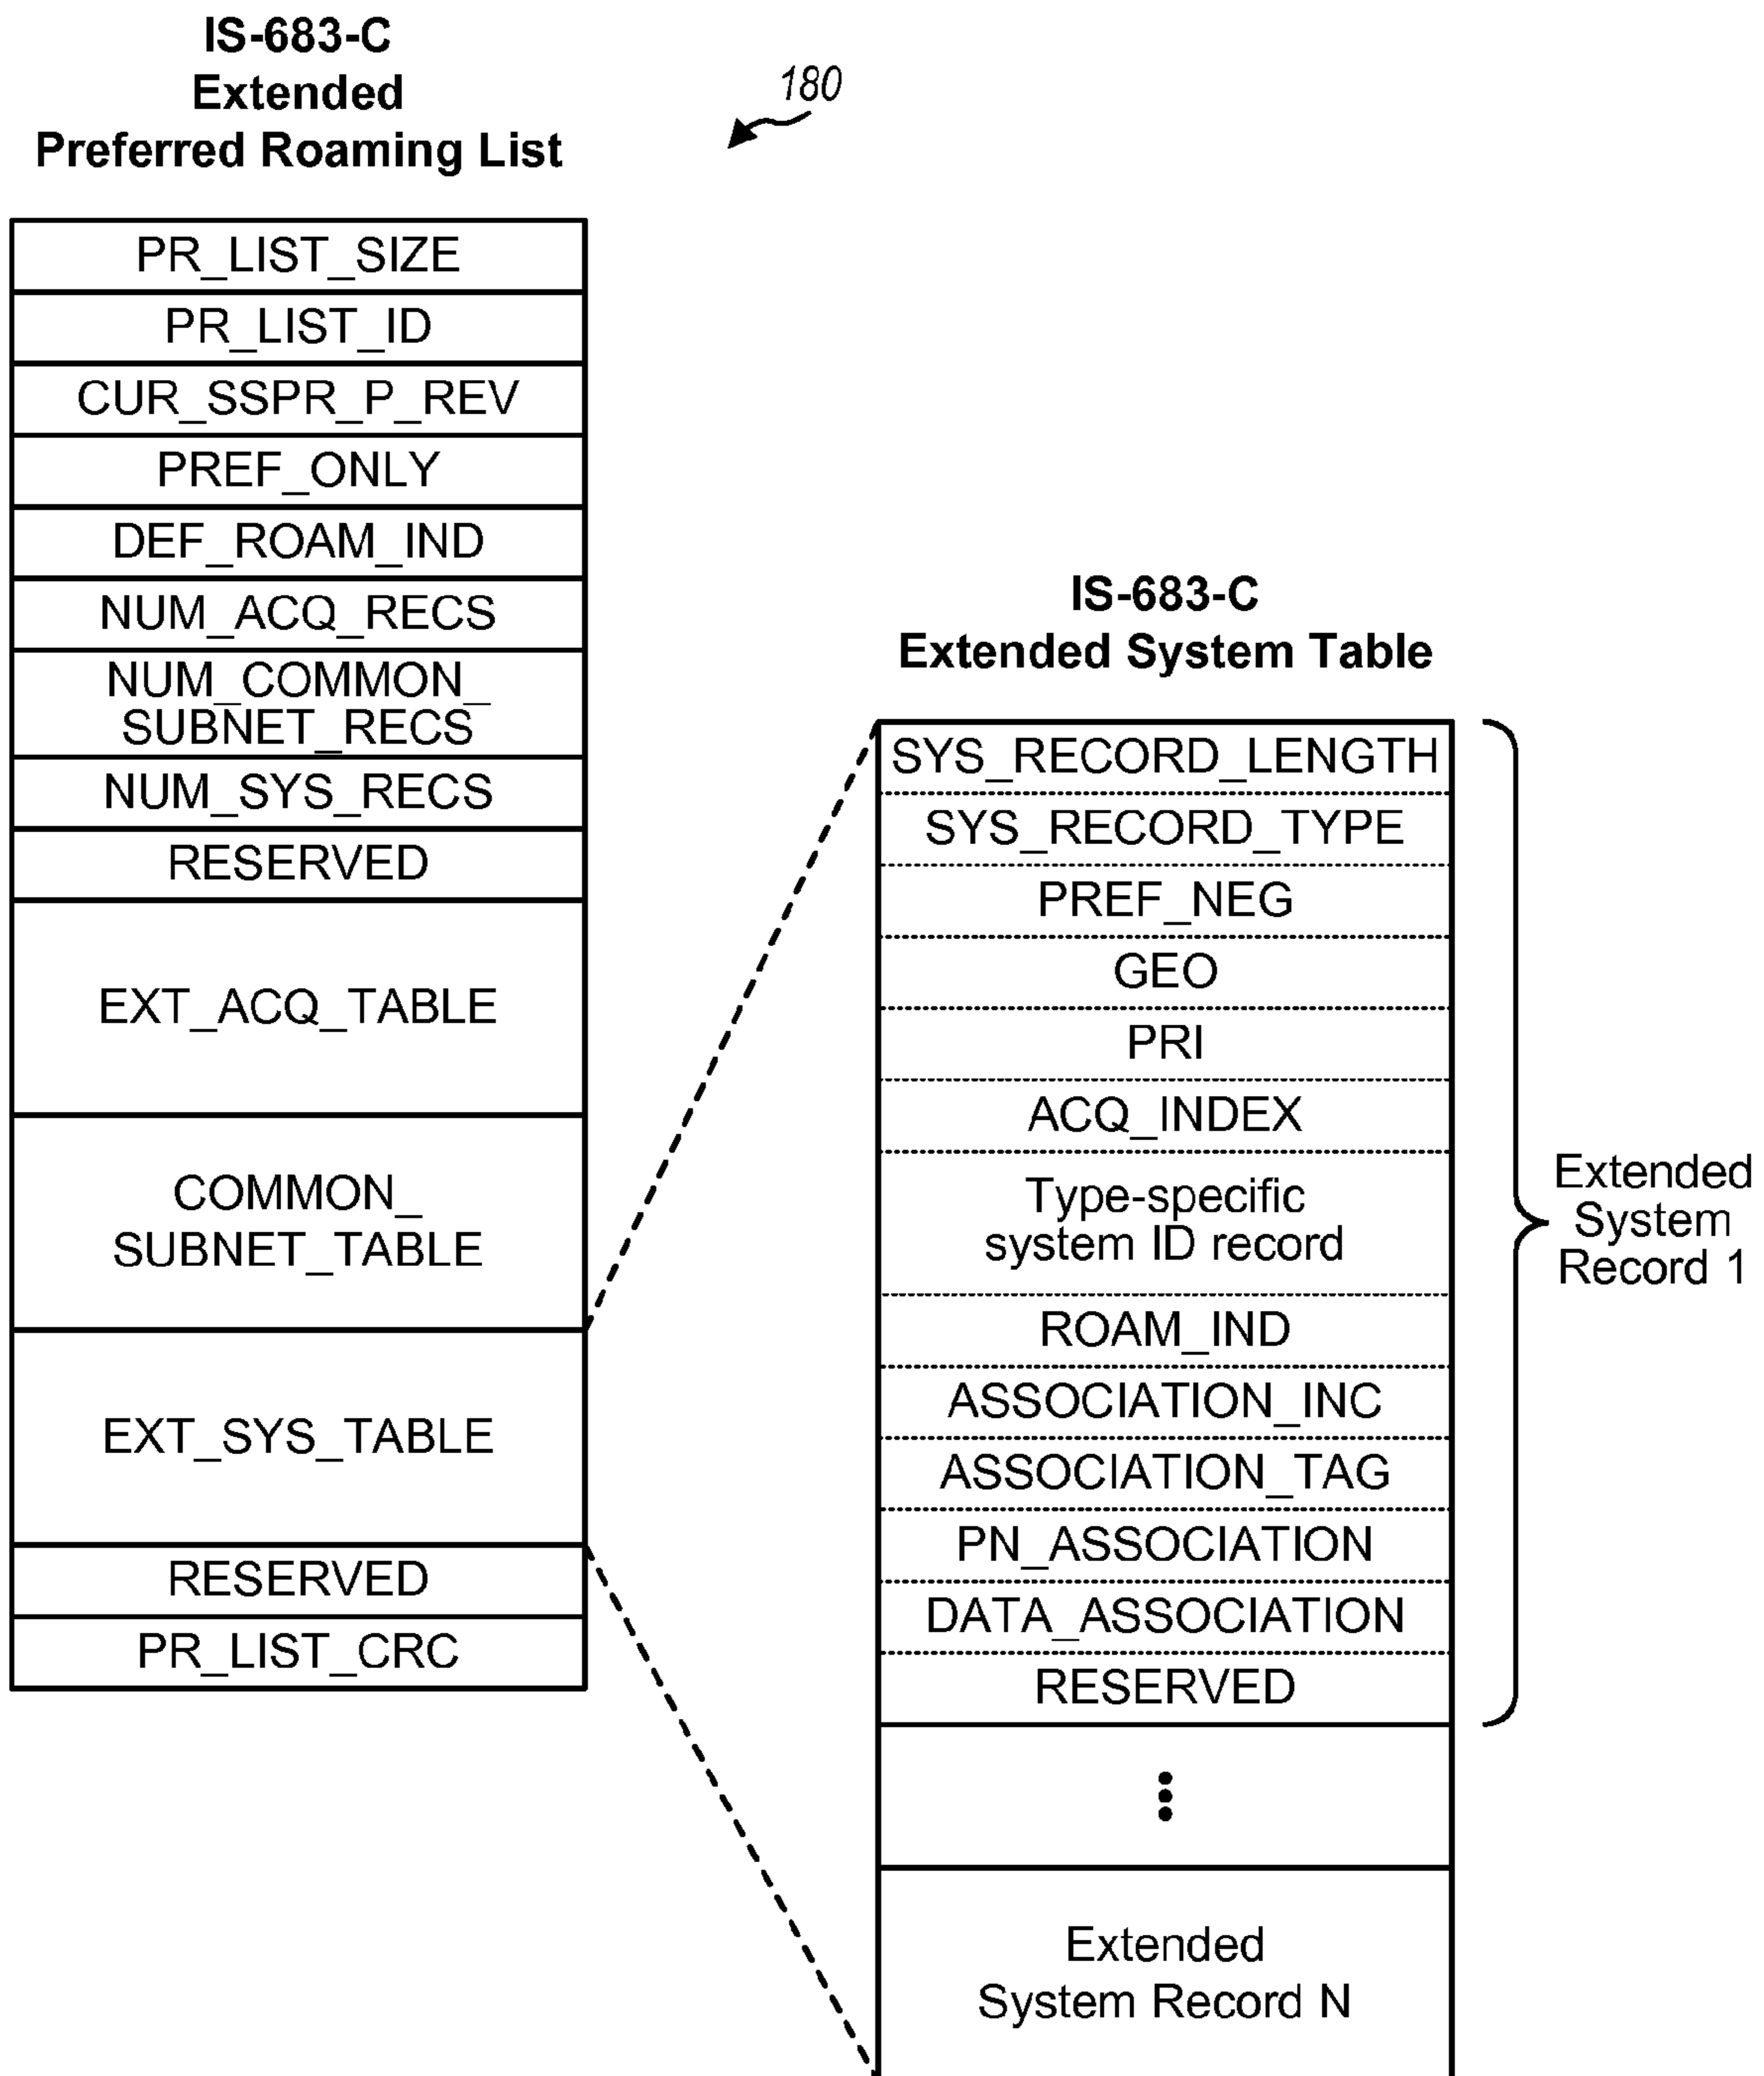 IS-683-C
Extended
Preferred Roaming List
180
PR_LIST_SIZE
PR_LIST_ID
CUR_SSPR_P_REV
PREF_ONLY
DEF_ROAM_IND
NUM_ACQ_RECS
NUM_COMMON_
SUBNET_RECS
NUM_SYS_RECS
RESERVED
EXT_ACQ_TABLE
COMMON_
SUBNET_TABLE
EXT_SYS_TABLE
RESERVED
PR_LIST_CRC
IS-683-C
Extended System Table
SYS_RECORD_LENGTH
SYS_RECORD_TYPE
PREF_NEG
GEO
PRI
ACQ_INDEX
Type-specific
system ID record
ROAM_IND
ASSOCIATION_INC
ASSOCIATION_TAG
PN_ASSOCIATION
DATA_ASSOCIATION
RESERVED
Extended
System Record N
Extended
System
Record 1